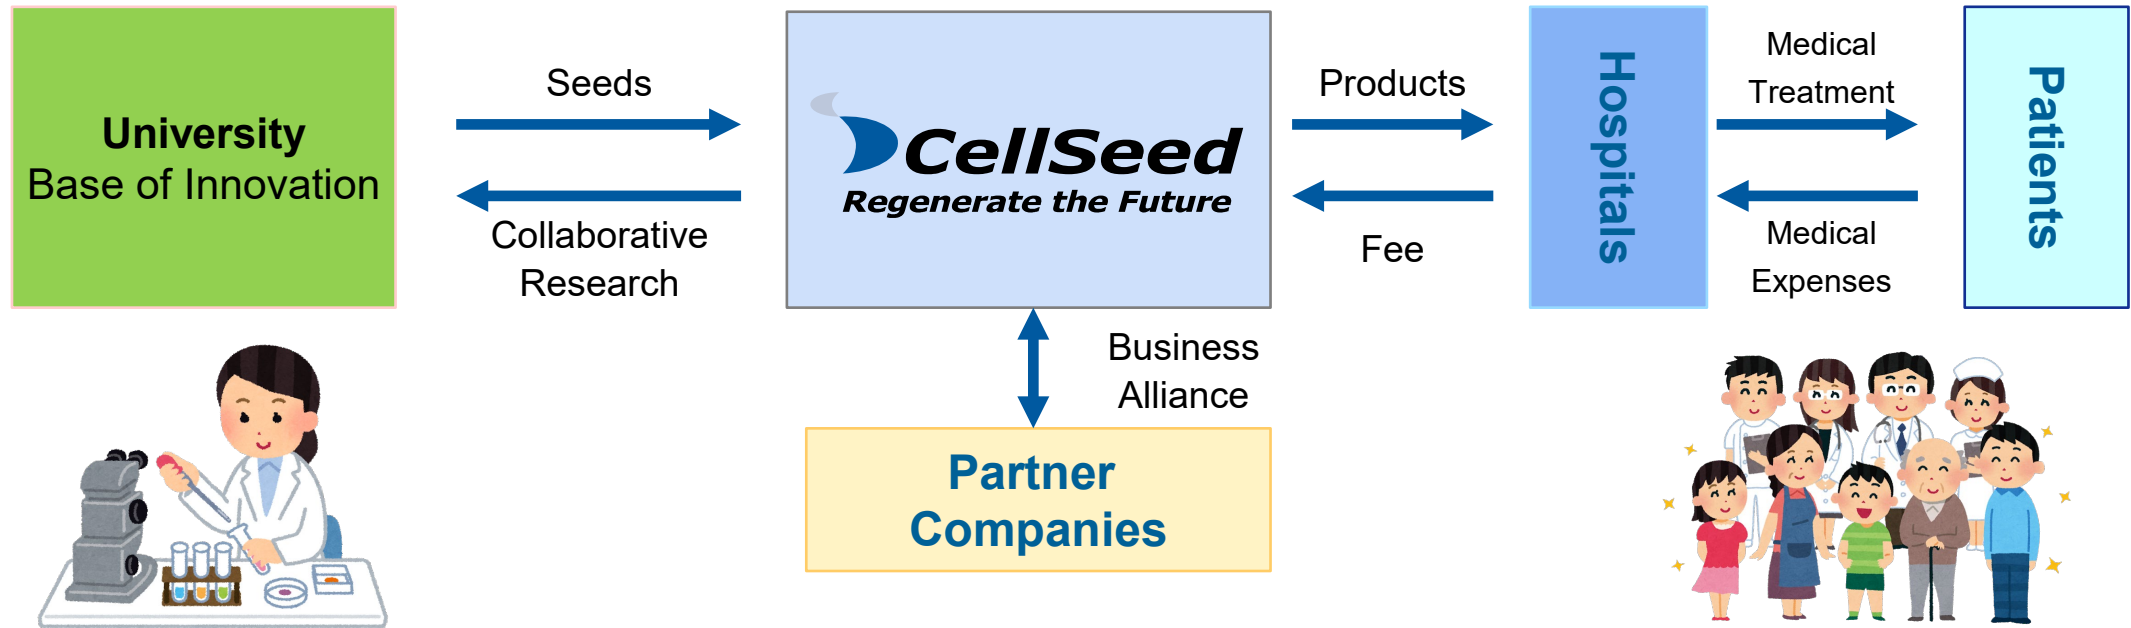 University
Base of Innovation
Seeds
Collaborative
Research
CellSeed
Regenerate the Future
Products
Fee
Hospitals
Medical
Treatment
Medical
Expenses
Patients
Business
Alliance
Partner
Companies